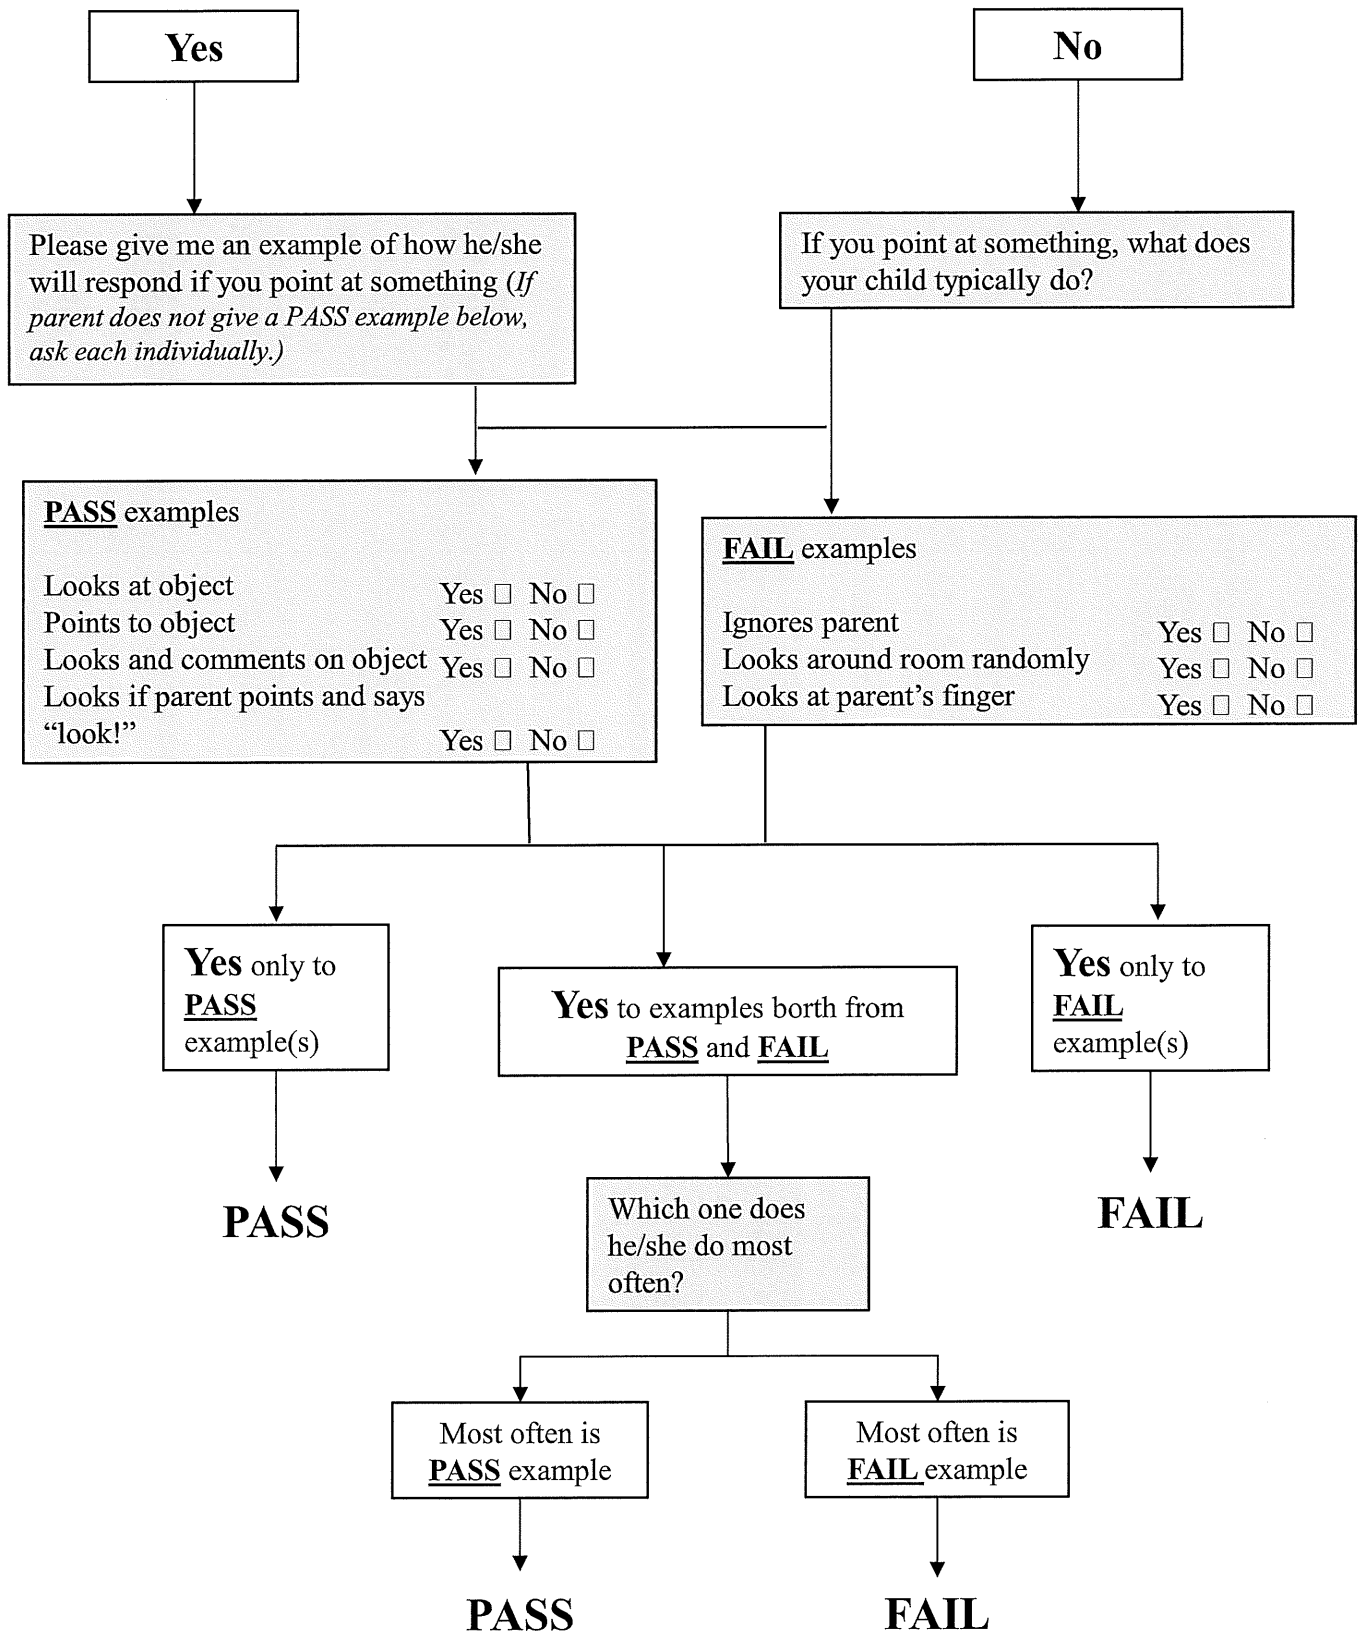 Yes
No
Please give me an example of how he/she
will respond if you point at something (If
parent does not give a PASS example below,
ask each individually.)
If you point at something, what does
your child typically do?
PASS examples
Looks at object Yes □ No □
Points to object Yes □ No □
Looks and comments on object Yes □ No □
Looks if parent points and says
“look!” Yes □ No □
FAIL examples
Ignores parent Yes □ No □
Looks around room randomly Yes □ No □
Looks at parent’s finger Yes □ No □
Yes only to
PASS
example(s)
Yes to examples borth from
PASS and FAIL
Yes only to
FAIL
example(s)
PASS
Which one does
he/she do most
often?
FAIL
Most often is
PASS example
Most often is
FAIL example
PASS
FAIL